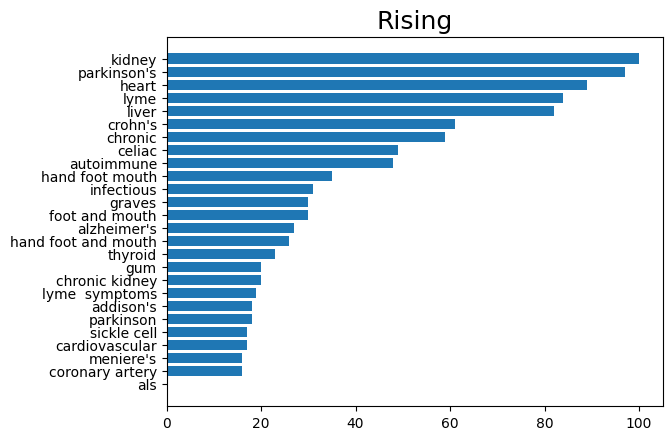 Rising
kidney
parkinson's
heart
lyme
liver
crohn's
chronic
celiac
autoimmune
hand foot mouth
infectious
graves
foot and mouth
alzheimer's
hand foot and mouth
thyroid
gum
chronic kidney
lyme  symptoms
addison's
parkinson
sickle cell
cardiovascular
meniere's
coronary artery
als
0 20 40 60 80 100